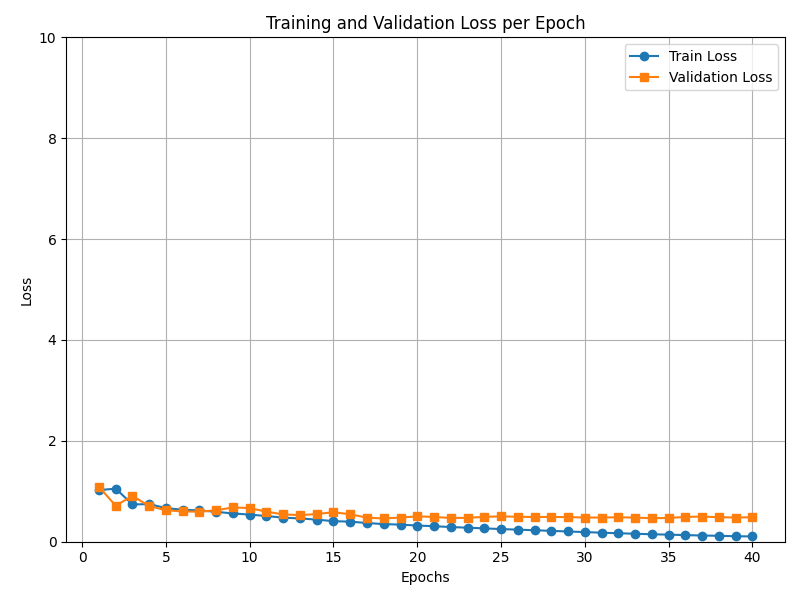 Training and Validation Loss per Epoch
Train Loss
Validation Loss
10
8
6
4
2
0
Loss
0 5 10 15 20 25 30 35 40
Epochs